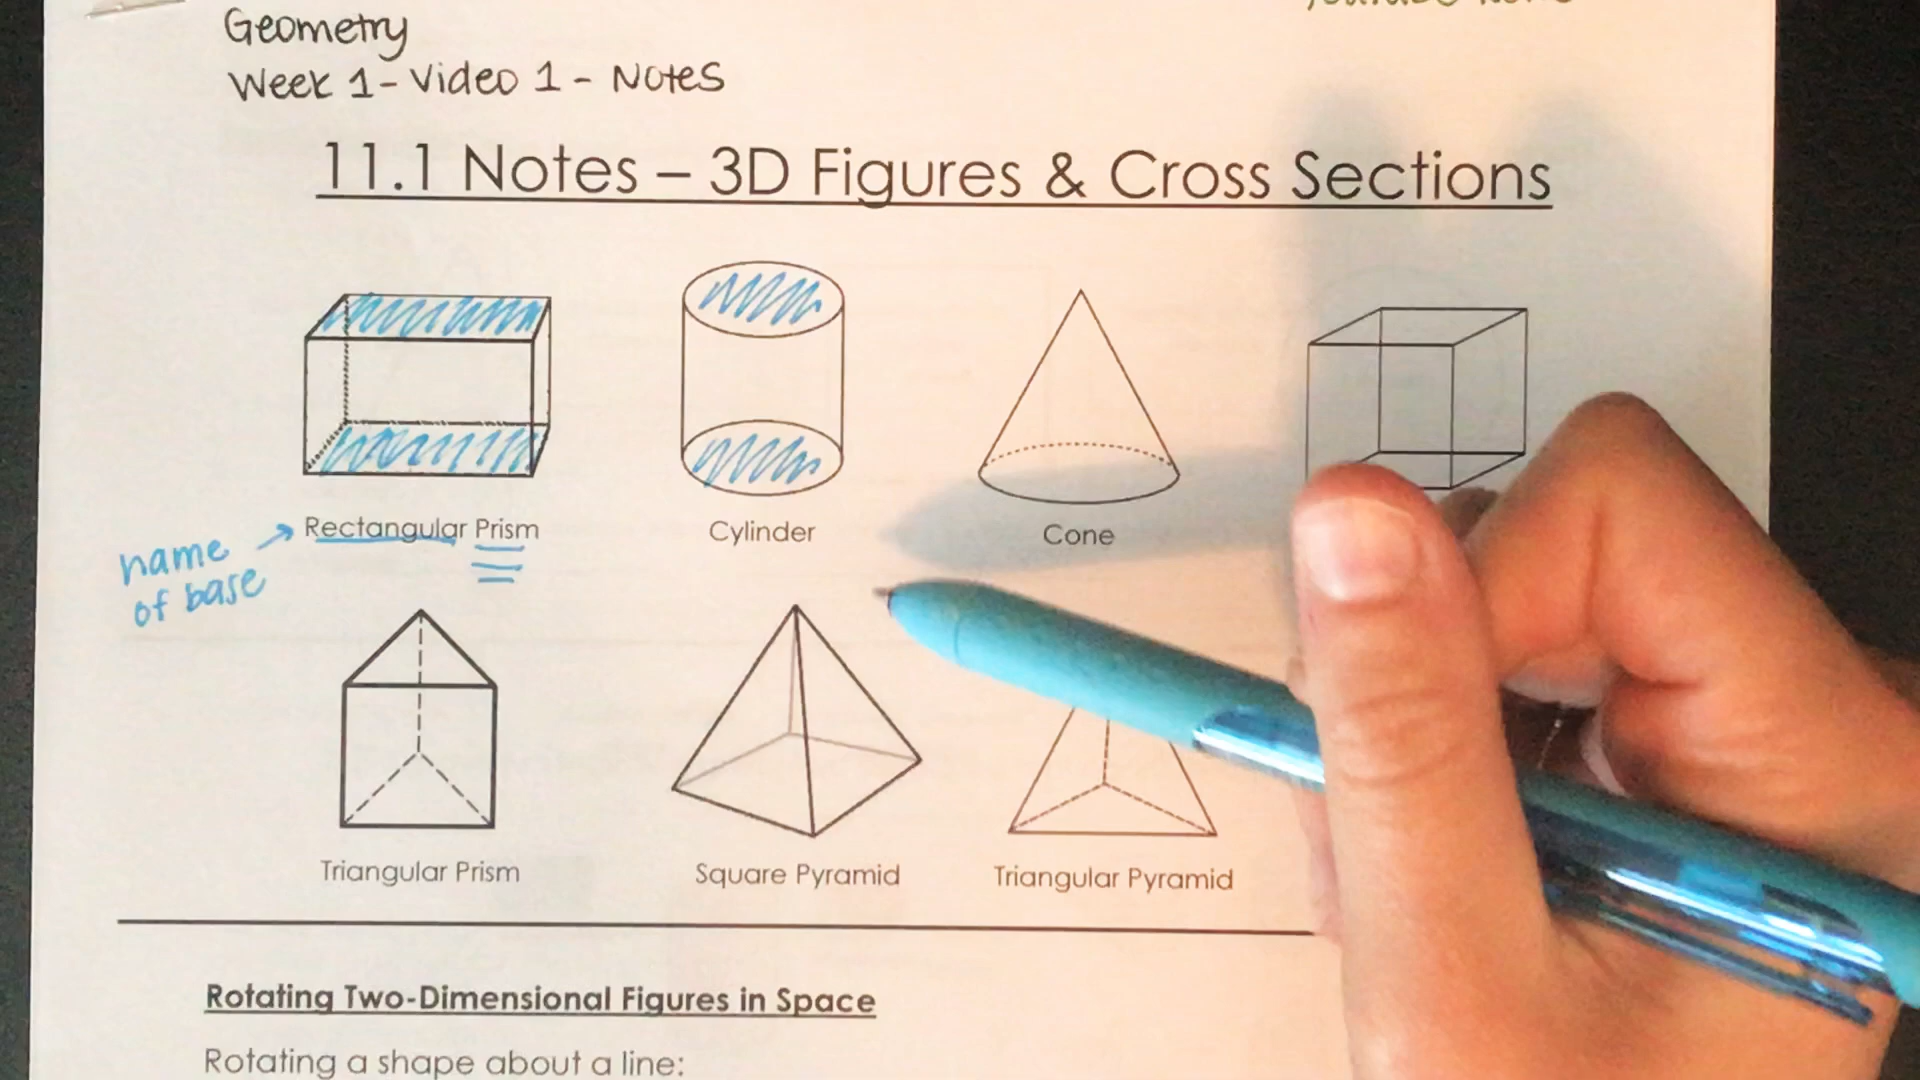 Geometry
Week 1 - Video 1 - Notes
11.1 Notes – 3D Figures & Cross Sections
Rectangular Prism
Cylinder
Cone
name
of base
Triangular Prism
Square Pyramid
Triangular Pyramid
Rotating Two-Dimensional Figures in Space
Rotating a shape about a line: